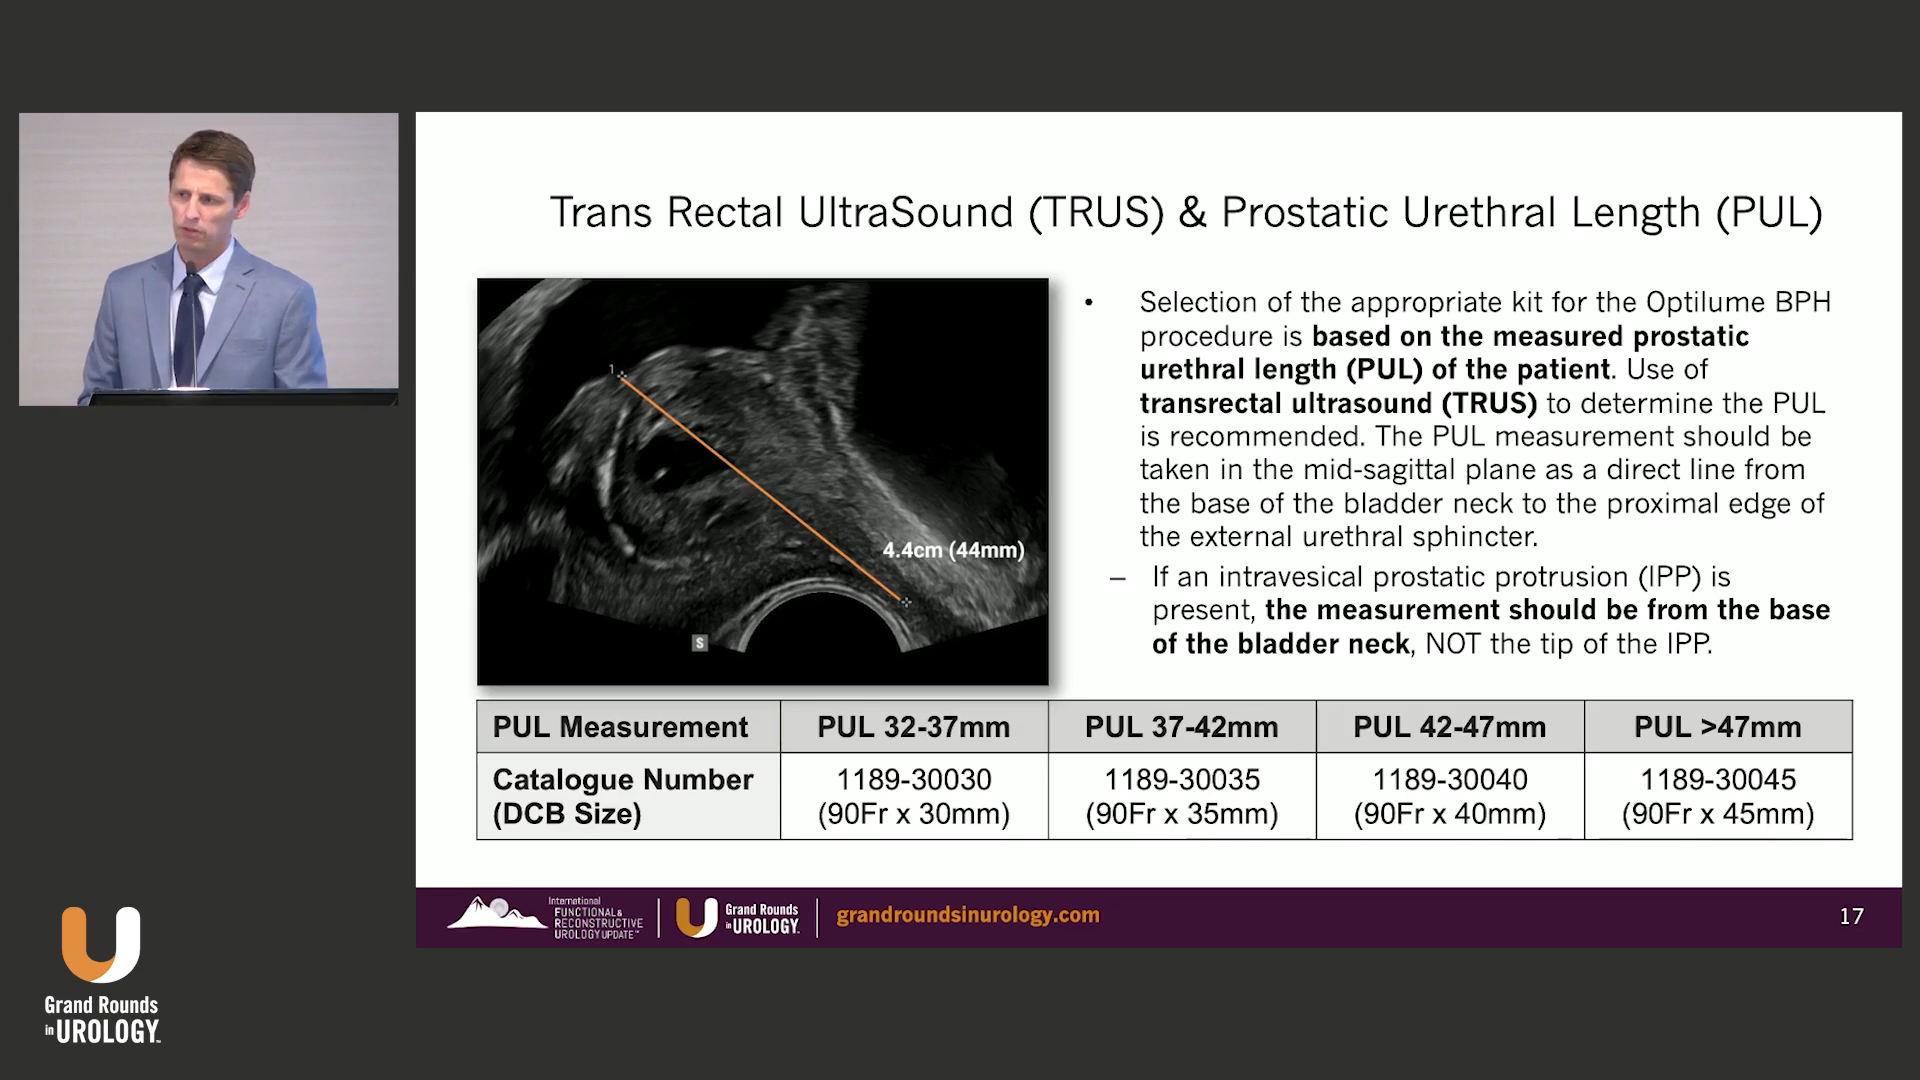 Trans Rectal UltraSound (TRUS) & Prostatic Urethral Length (PUL)
1
4.4cm (44mm)
S
• Selection of the appropriate kit for the Optilume BPH
procedure is based on the measured prostatic
urethral length (PUL) of the patient. Use of
transrectal ultrasound (TRUS) to determine the PUL
is recommended. The PUL measurement should be
taken in the mid-sagittal plane as a direct line from
the base of the bladder neck to the proximal edge of
the external urethral sphincter.
– If an intravesical prostatic protrusion (IPP) is
present, the measurement should be from the base
of the bladder neck, NOT the tip of the IPP.
PUL Measurement PUL 32-37mm PUL 37-42mm PUL 42-47mm PUL >47mm
Catalogue Number 1189-30030 1189-30035 1189-30040 1189-30045
(DCB Size) (90Fr x 30mm) (90Fr x 35mm) (90Fr x 40mm) (90Fr x 45mm)
International
FUNCTIONAL &
RECONSTRUCTIVE
UROLOGY UPDATE™
Grand Rounds
in UROLOGY™
grandroundsinurology.com
17
Grand Rounds
in UROLOGY™